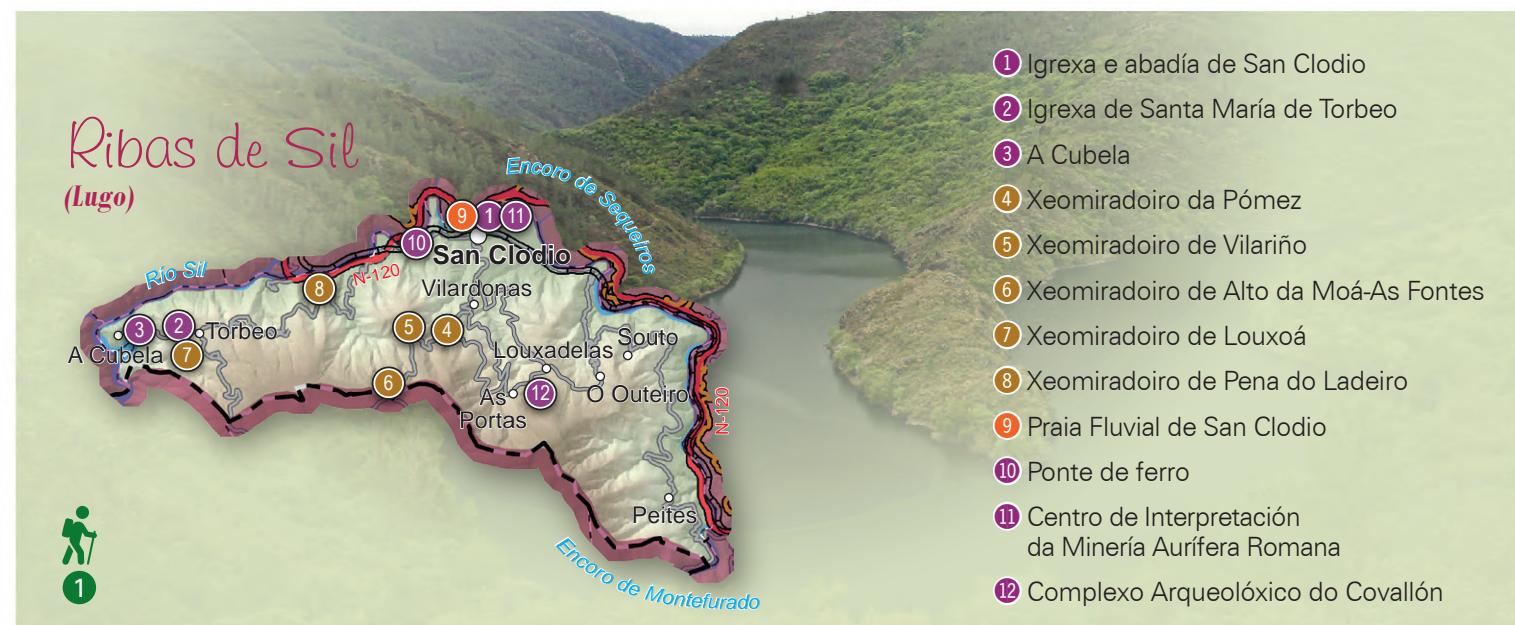 Ribas de Sil
(Lugo)
Encoro de Sequeiros
Río Sil
N-120
9
1
11
10
San Clodio
Vilardonas
8
3
2
Torbeo
A Cubela
7
5
4
6
Souto
Louxadelas
As
Portas
12
O Outeiro
N-120
Peites
Encoro de Montefurado
1
1 Igrexa e abadía de San Clodio
2 Igrexa de Santa María de Torbeo
3 A Cubela
4 Xeomiradoiro da Pómez
5 Xeomiradoiro de Vilariño
6 Xeomiradoiro de Alto da Moá-As Fontes
7 Xeomiradoiro de Louxoá
8 Xeomiradoiro de Pena do Ladeiro
9 Praia Fluvial de San Clodio
10 Ponte de ferro
11 Centro de Interpretación
da Minería Aurífera Romana
12 Complexo Arqueolóxico do Covallón